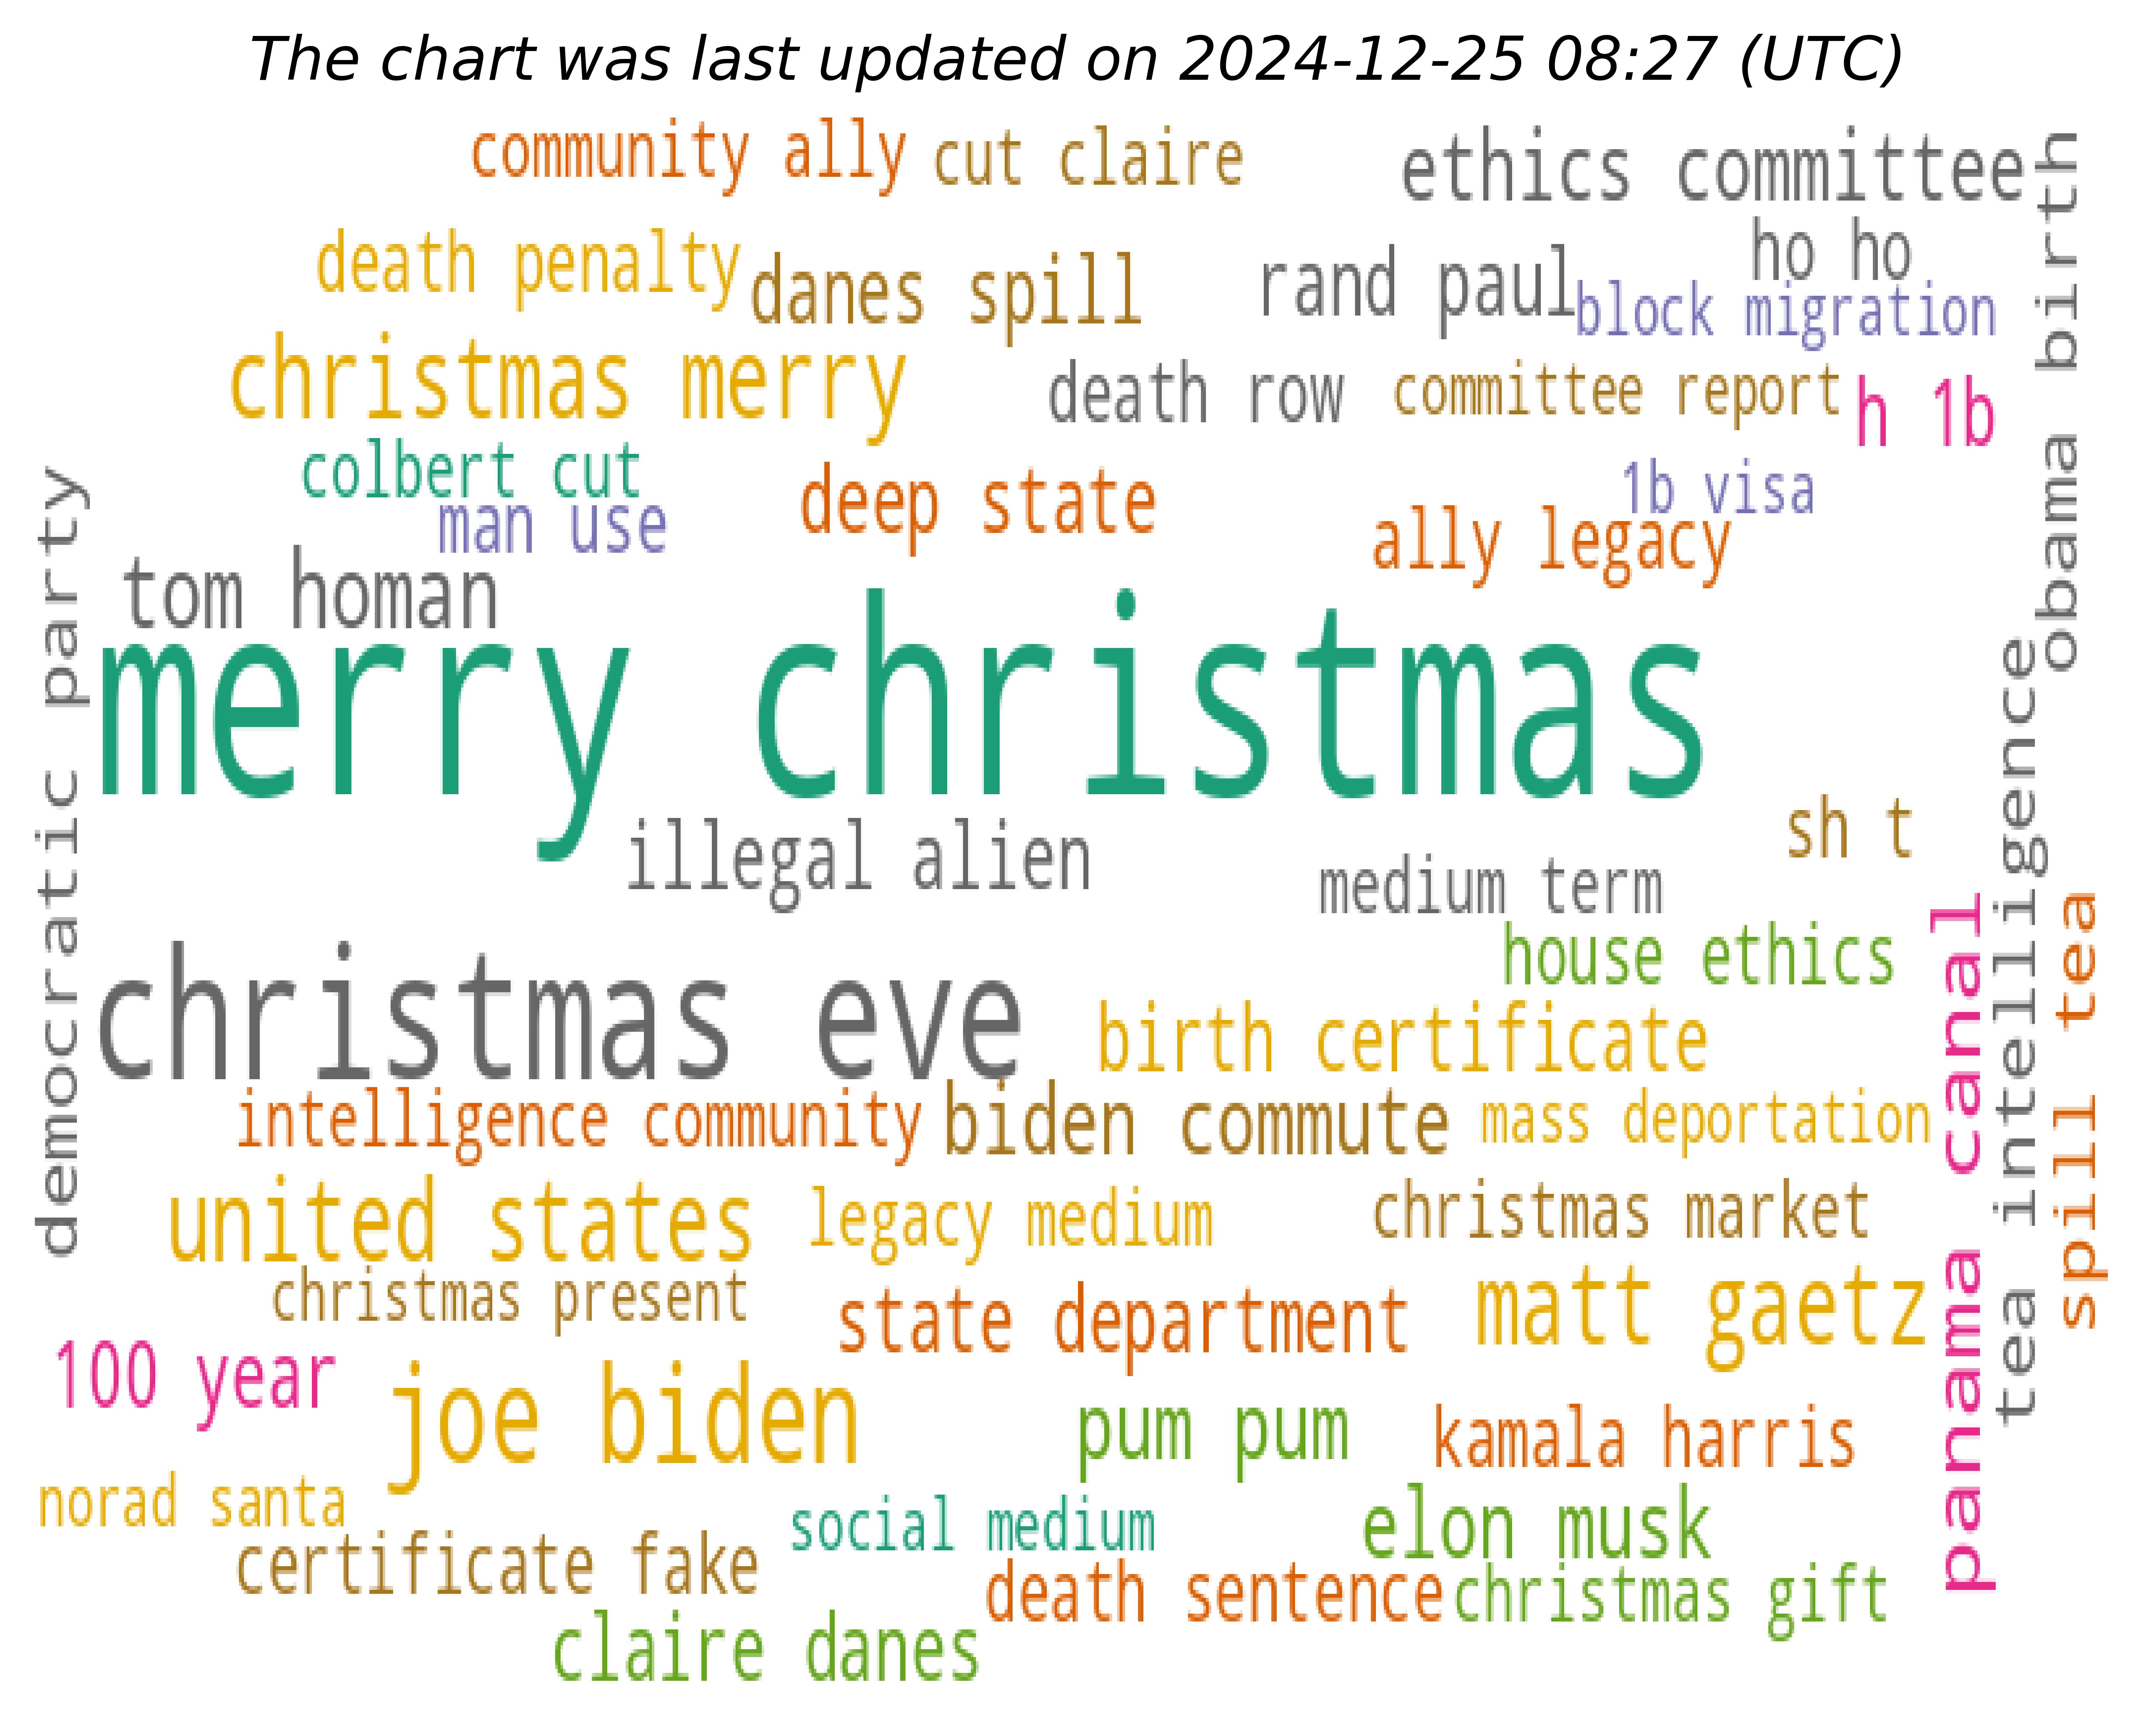 The chart was last updated on 2024-12-25 08:27 (UTC)
community ally
cut claire
ethics committee
obama birth
death penalty
danes spill
rand paul
ho ho
block migration
christmas merry
death row
committee report
h 1b
colbert cut
man use
deep state
1b visa
ally legacy
democratic party
tom homan
merry christmas
tea intelligence
illegal alien
sh t
medium term
spill tea
panama canal
house ethics
christmas eve
birth certificate
intelligence community
biden commute
mass deportation
united states
legacy medium
christmas market
christmas present
state department
matt gaetz
100 year
joe biden
pum pum
kamala harris
norad santa
social medium
elon musk
certificate fake
death sentence
christmas gift
claire danes